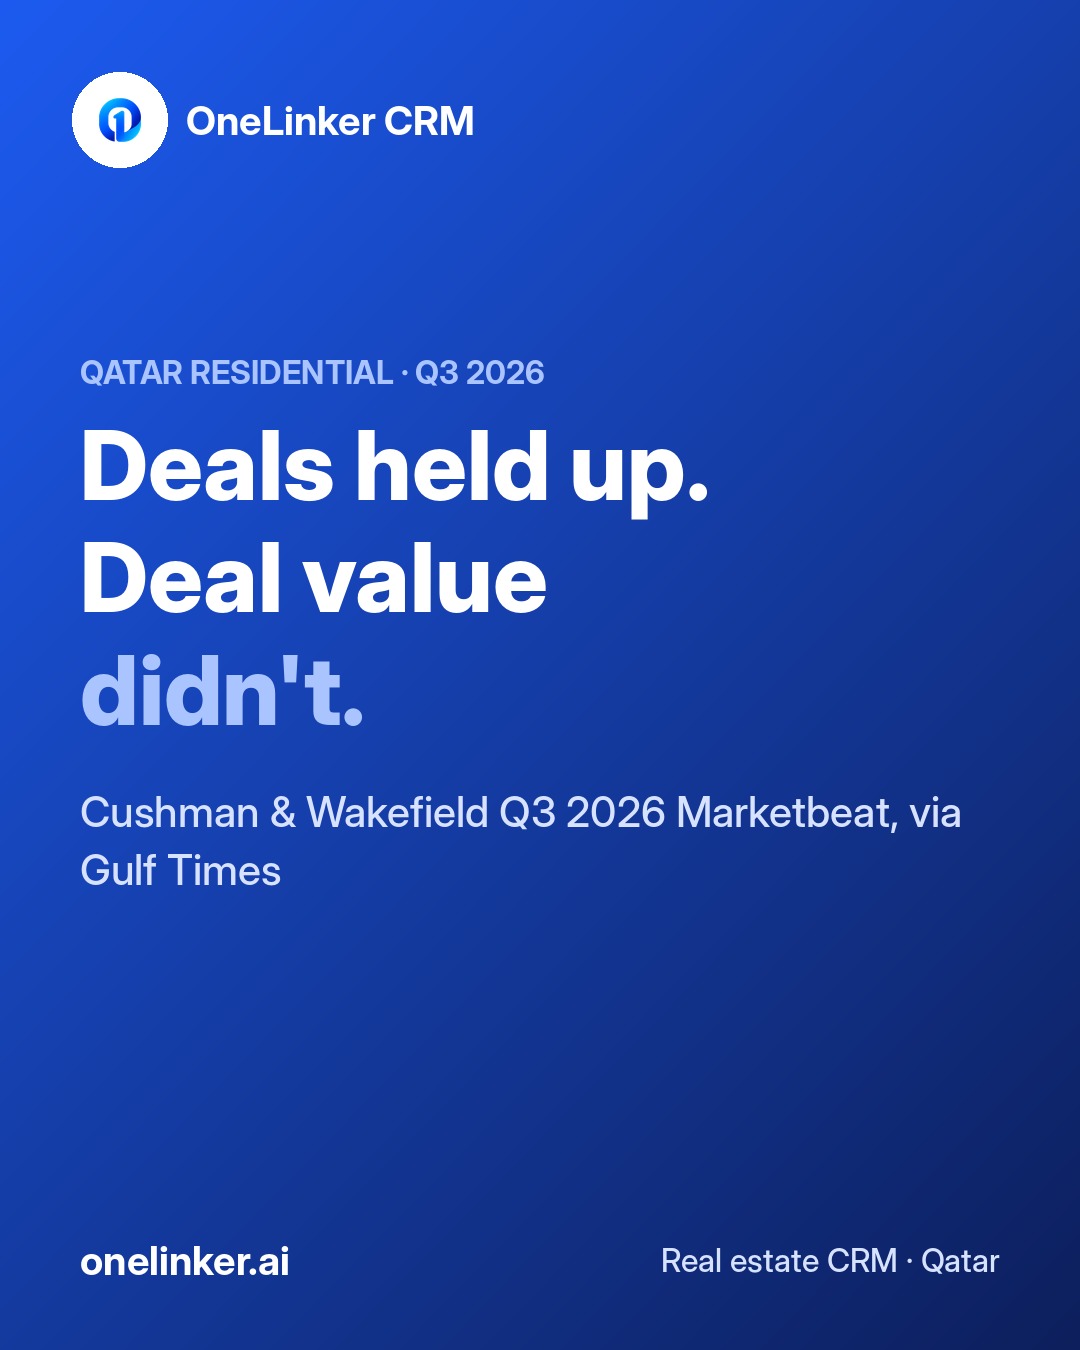 OneLinker CRM
QATAR RESIDENTIAL · Q3 2026
Deals held up.
Deal value
didn't.
Cushman & Wakefield Q3 2026 Marketbeat, via
Gulf Times
onelinker.ai
Real estate CRM · Qatar